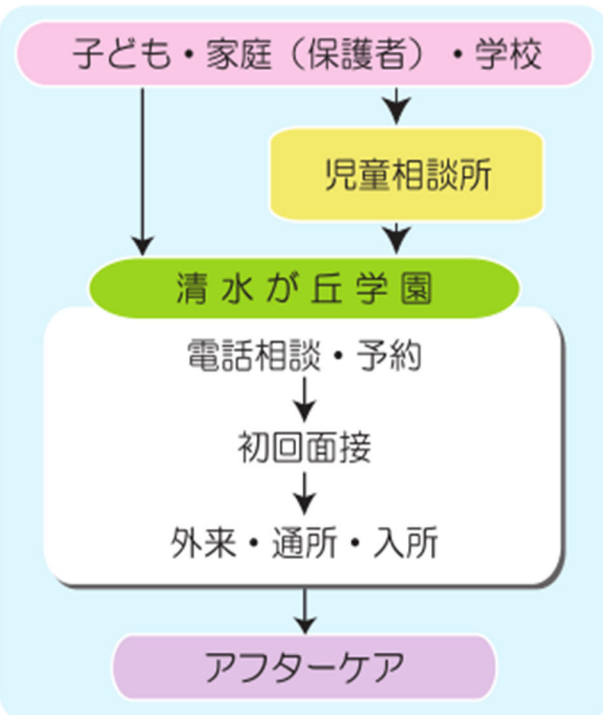 子ども・家庭（保護者）・学校
児童相談所
清水が丘学園
電話相談・予約
初回面接
外来・通所・入所
アフターケア